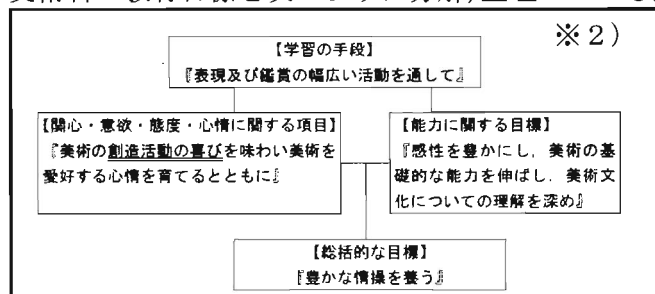 ※2)
【学習の手段】
『表現及び鑑賞の幅広い活動を通して』
【関心・意欲・態度・心情に関する項目】
『美術の創造活動の喜びを味わい美術を
愛好する心情を育てるとともに』
【能力に関する目標】
『感性を豊かにし，美術の基
礎的な能力を伸ばし，美術文
化についての理解を深め』
【総括的な目標】
『豊かな情操を養う』